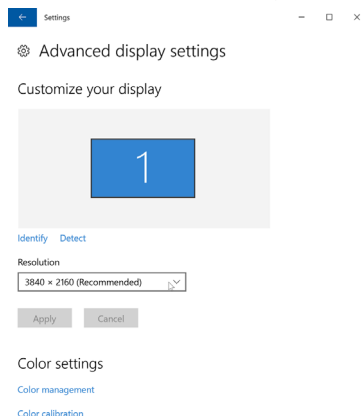 Settings
Advanced display settings
Customize your display
1
Identify Detect
Resolution
3840 × 2160 (Recommended)
Apply Cancel
Color settings
Color management
Color calibration